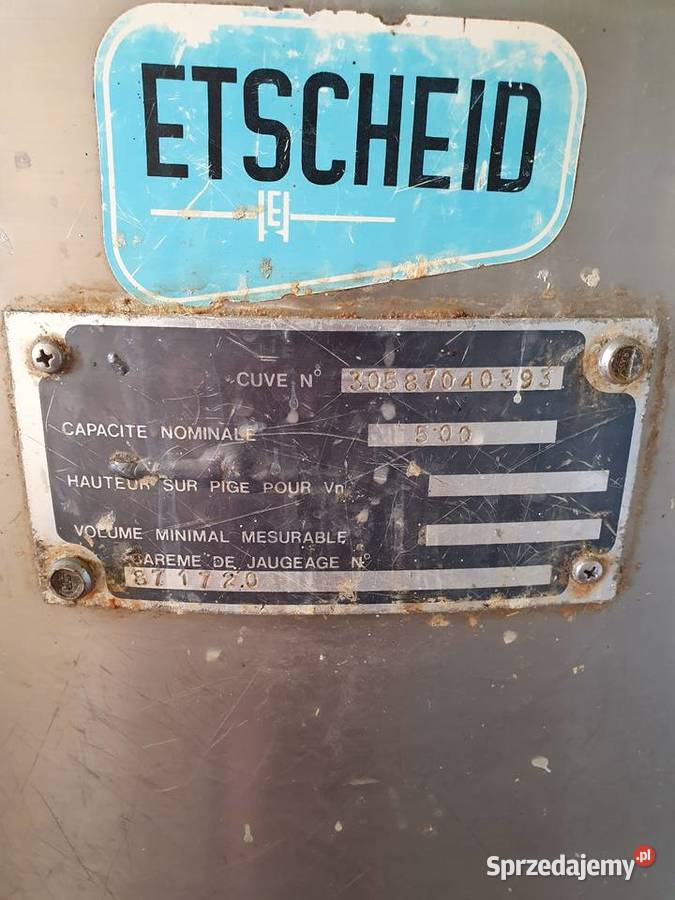 ETSCHEID
E
CUVE N° 30587040393
CAPACITE NOMINALE 500
HAUTEUR SUR PIGE POUR Vn
VOLUME MINIMAL MESURABLE
BAREME DE JAUGEAGE N°
871720
Sprzedajemy.pl